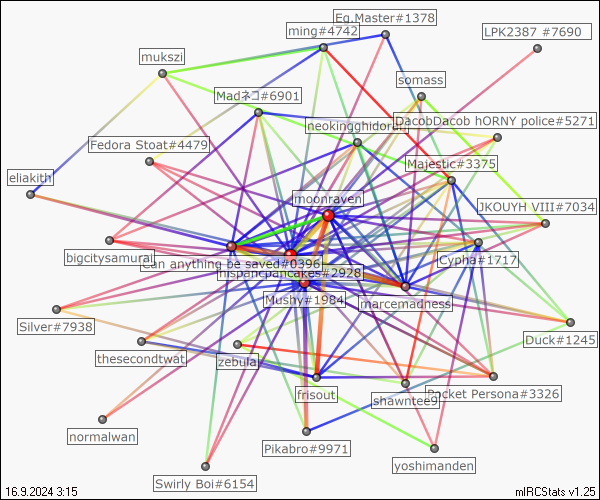 Eg.Master#1378
LPK2387 #7690
ming#4742
mukszi
somass
Madネコ#6901
DacobDacob hORNY police#5271
neokingghidorah
Fedora Stoat#4479
Majestic#3375
eliakith
moonraven
JKOUYH VIII#7034
bigcitysamurai
Can anything be saved#0396
Cypha#1717
hispancpancakes#2928
Mushy#1984
marcemadness
Silver#7938
Duck#1245
thesecondtwat
zebular
frisout
shawntee9
Packet Persona#3326
normalwan
Pikabro#9971
yoshimanden
Swirly Boi#6154
16.9.2024 3:15
mIRCStats v1.25